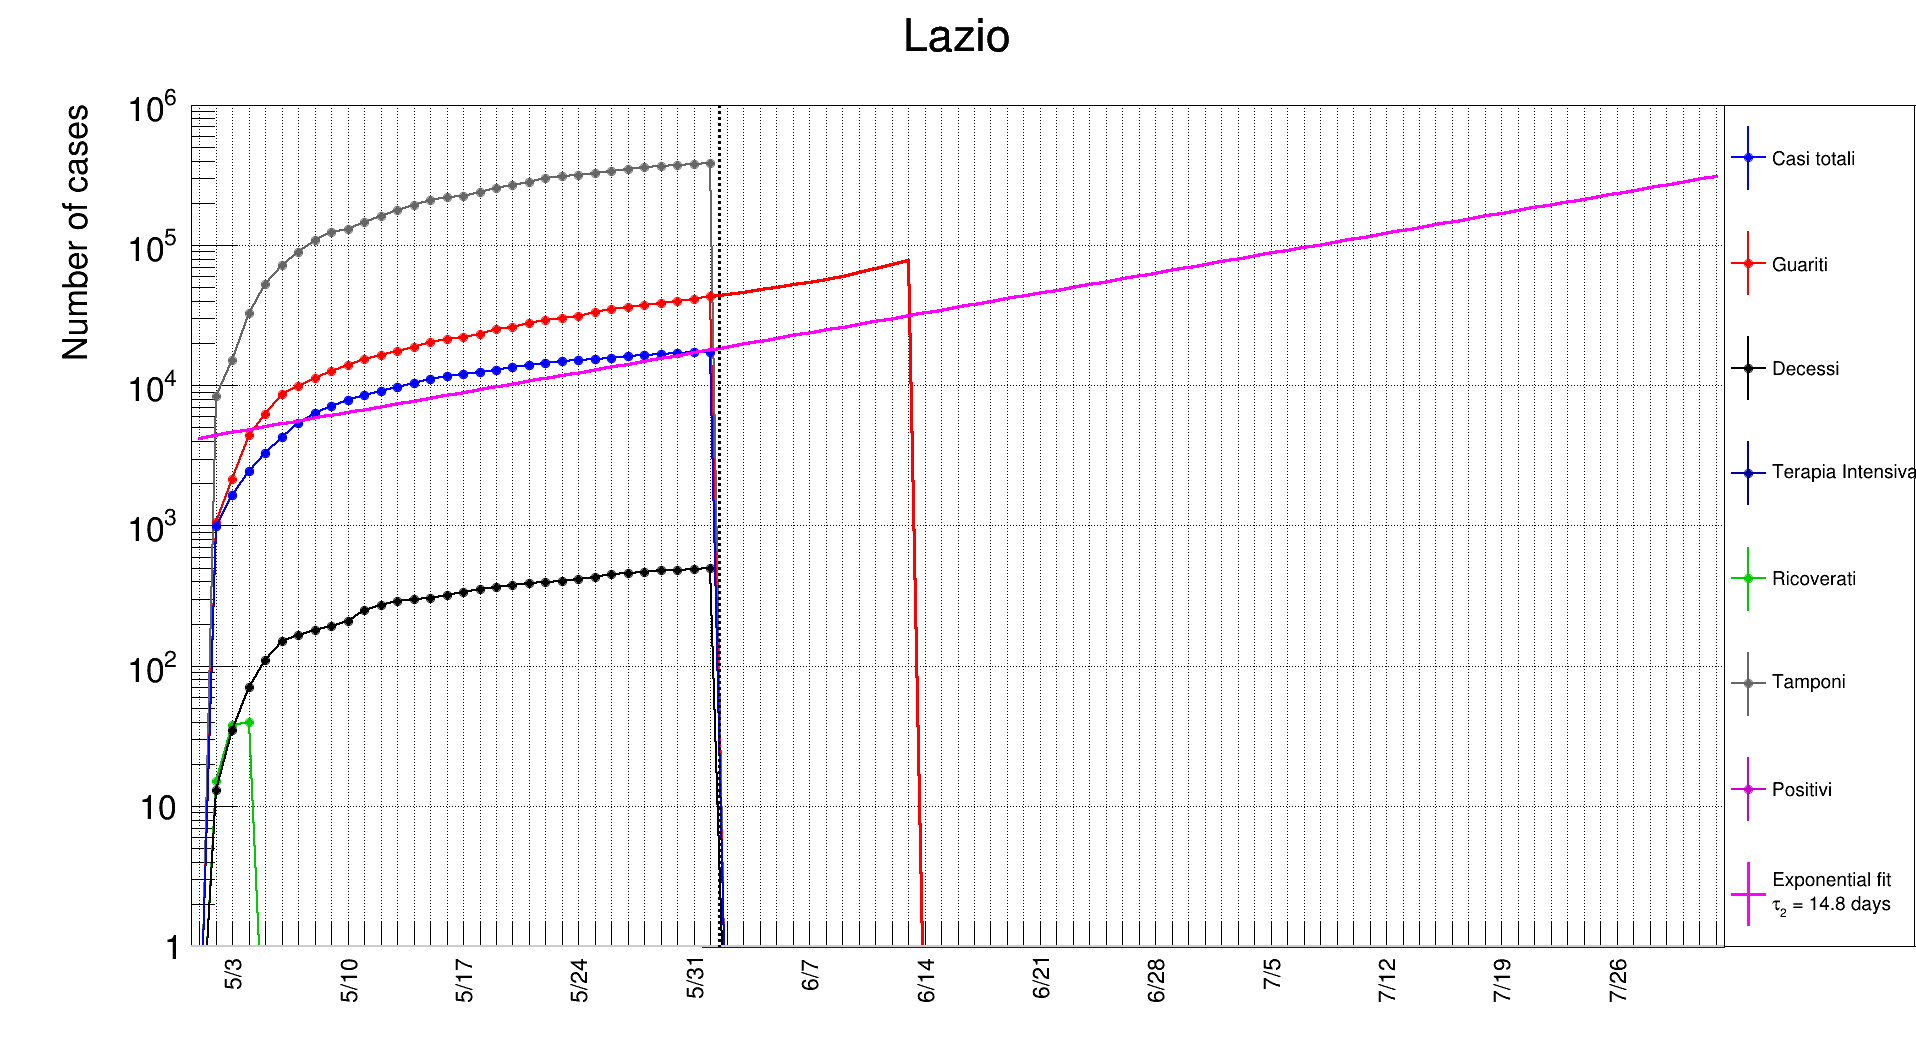 Lazio
Number of cases
10^6
10^5
10^4
10^3
10^2
10
1
5/3
5/10
5/17
5/24
5/31
6/7
6/14
6/21
6/28
7/5
7/12
7/19
7/26
Casi totali
Guariti
Decessi
Terapia Intensiva
Ricoverati
Tamponi
Positivi
Exponential fit
τ₂ = 14.8 days